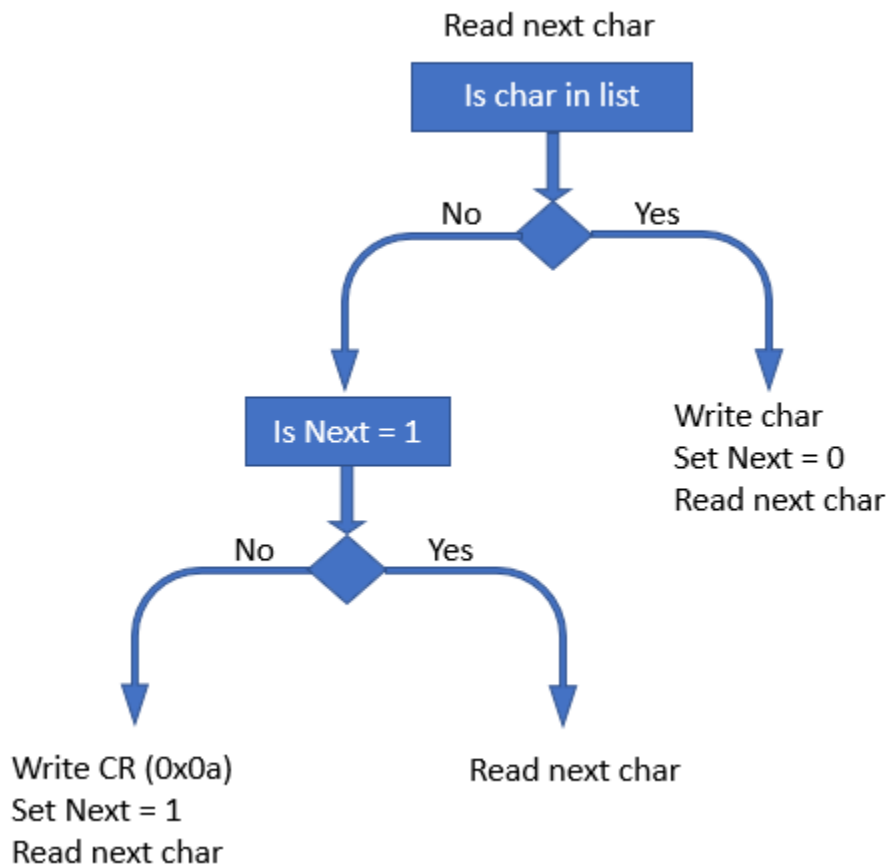 Read next char
Is char in list
No
Yes
Is Next = 1
Write char
Set Next = 0
Read next char
No
Yes
Write CR (0x0a)
Set Next = 1
Read next char
Read next char